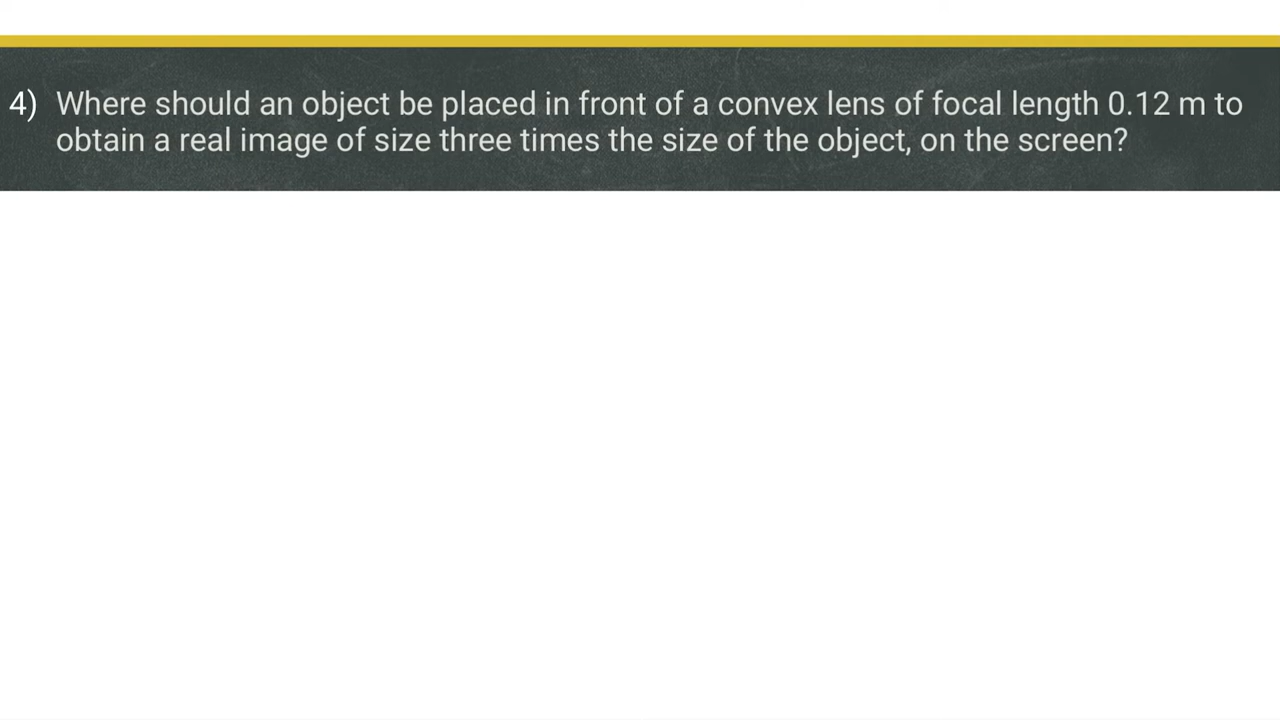 4) Where should an object be placed in front of a convex lens of focal length 0.12 m to
obtain a real image of size three times the size of the object, on the screen?